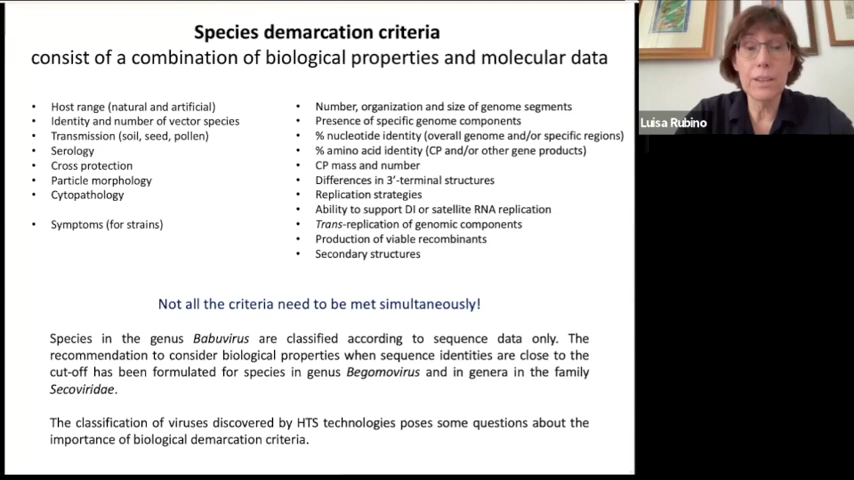 Species demarcation criteria
consist of a combination of biological properties and molecular data
• Host range (natural and artificial)
• Identity and number of vector species
• Transmission (soil, seed, pollen)
• Serology
• Cross protection
• Particle morphology
• Cytopathology
• Symptoms (for strains)
• Number, organization and size of genome segments
• Presence of specific genome components
• % nucleotide identity (overall genome and/or specific regions)
• % amino acid identity (CP and/or other gene products)
• CP mass and number
• Differences in 3’-terminal structures
• Replication strategies
• Ability to support DI or satellite RNA replication
• Trans-replication of genomic components
• Production of viable recombinants
• Secondary structures
Not all the criteria need to be met simultaneously!
Species in the genus Babuvirus are classified according to sequence data only. The
recommendation to consider biological properties when sequence identities are close to the
cut-off has been formulated for species in genus Begomovirus and in genera in the family
Secoviridae.
The classification of viruses discovered by HTS technologies poses some questions about the
importance of biological demarcation criteria.
Luisa Rubino